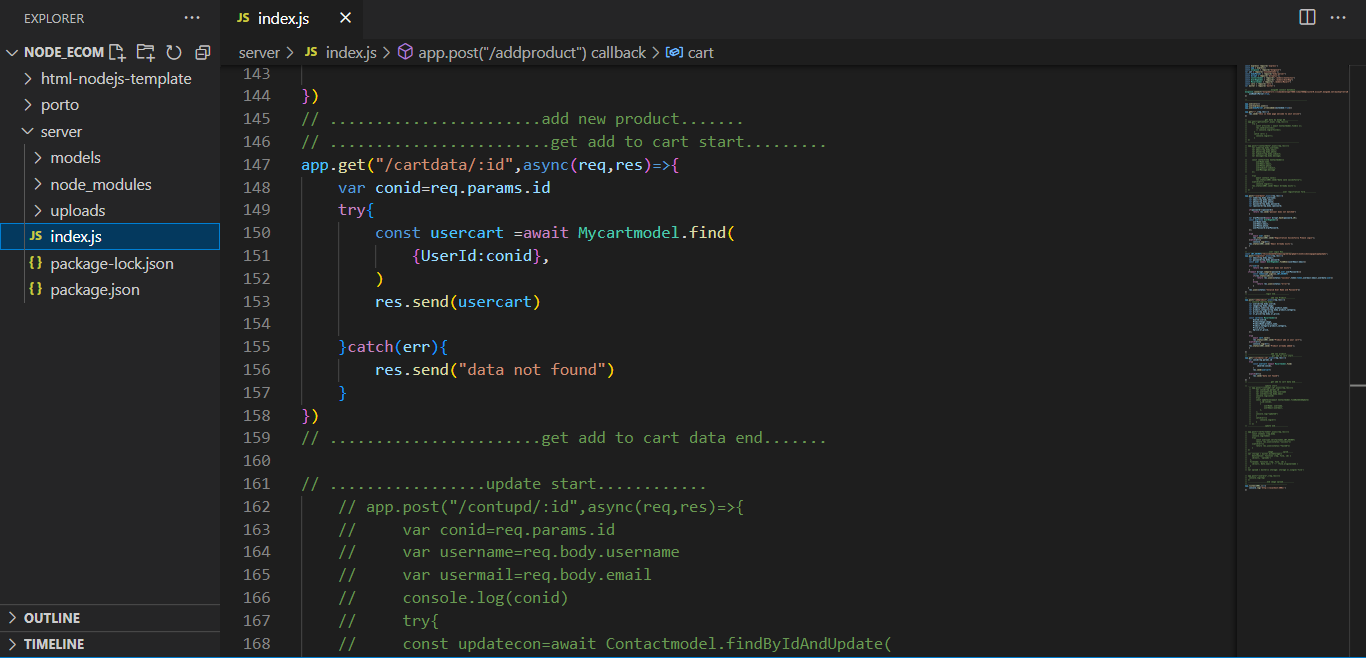 EXPLORER
NODE_ECOM
html-nodejs-template
porto
server
models
node_modules
uploads
JS index.js
{} package-lock.json
{} package.json
OUTLINE
TIMELINE
JS index.js
server > JS index.js > app.post("/addproduct") callback > cart
143
144 })
145 // .......................add new product.......
146 // ........................get add to cart start.........
147 app.get("/cartdata/:id",async(req,res)=>{
148 var conid=req.params.id
149 try{
150 const usercart =await Mycartmodel.find(
151 {UserId:conid},
152 )
153 res.send(usercart)
154
155 }catch(err){
156 res.send("data not found")
157 }
158 })
159 // .......................get add to cart data end.......
160
161 // .................update start............
162 // app.post("/contupd/:id",async(req,res)=>{
163 // var conid=req.params.id
164 // var username=req.body.username
165 // var usermail=req.body.email
166 // console.log(conid)
167 // try{
168 // const updatecon=await Contactmodel.findByIdAndUpdate(